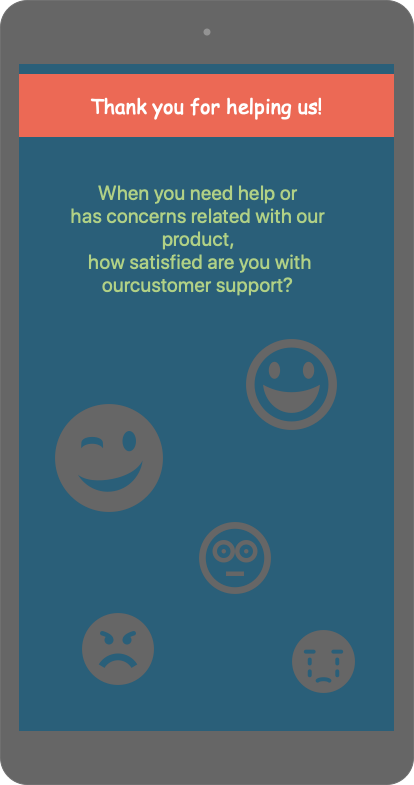 Thank you for helping us!
When you need help or
has concerns related with our
product,
how satisfied are you with
ourcustomer support?